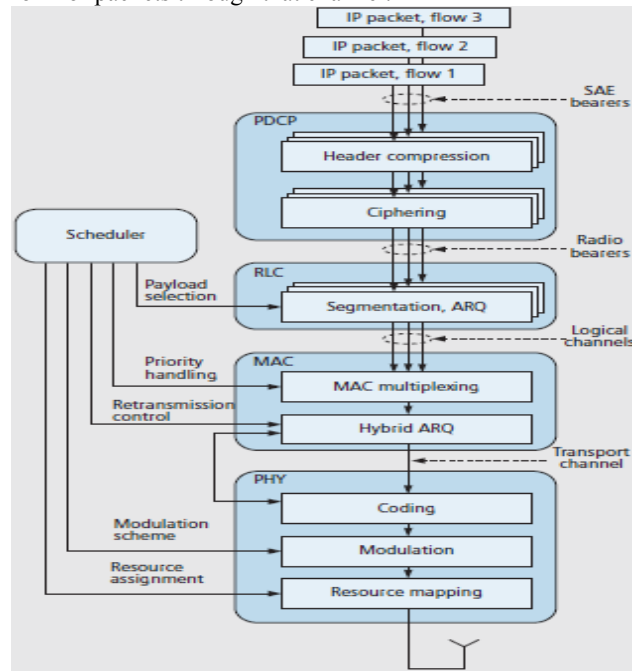 IP packet, flow 3
IP packet, flow 2
IP packet, flow 1
SAE
bearers
PDCP
Header compression
Ciphering
Scheduler
Radio
bearers
RLC
Payload
selection
Segmentation, ARQ
Logical
channels
MAC
Priority
handling
MAC multiplexing
Retransmission
control
Hybrid ARQ
Transport
channel
PHY
Coding
Modulation
scheme
Modulation
Resource
assignment
Resource mapping